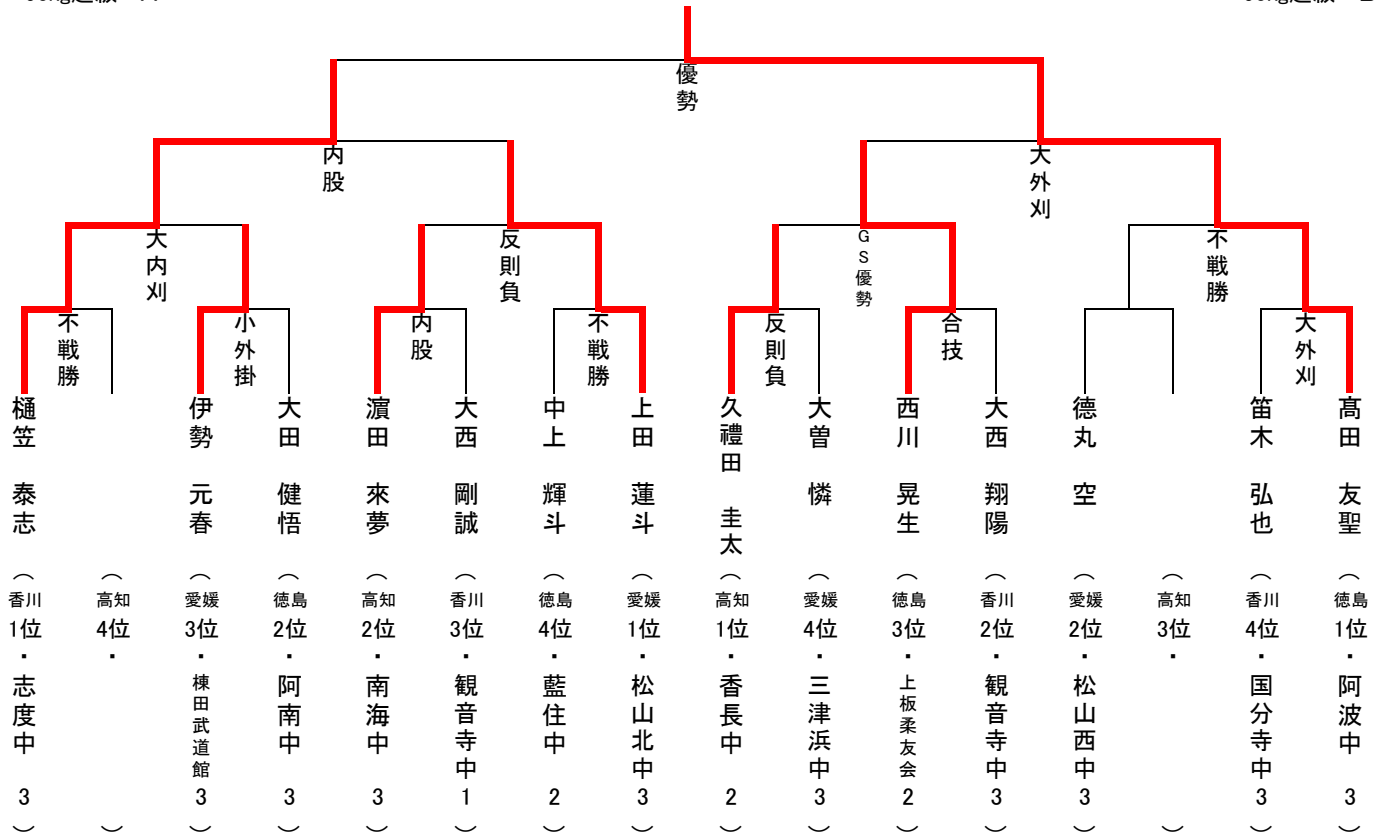 優勢
内股
大外刈
大内刈
反則負
GS優勢
不戦勝
不戦勝
小外掛
内股
不戦勝
反則負
合技
大外刈
樋笠 泰志 （香川1位・志度中 3）
（高知4位・ ）
伊勢 元春 （愛媛3位・棟田武道館 3）
大田 健悟 （徳島2位・阿南中 3）
濵田 來夢 （高知2位・南海中 3）
大西 剛誠 （香川3位・観音寺中 1）
中上 輝斗 （徳島4位・藍住中 2）
上田 蓮斗 （愛媛1位・松山北中 3）
久禮田 圭太 （高知1位・香長中 2）
大曽 憐 （愛媛4位・三津浜中 3）
西川 晃生 （徳島3位・上板柔友会 2）
大西 翔陽 （香川2位・観音寺中 3）
德丸 空 （愛媛2位・松山西中 3）
（高知3位・ ）
笛木 弘也 （香川4位・国分寺中 3）
髙田 友聖 （徳島1位・阿波中 3）